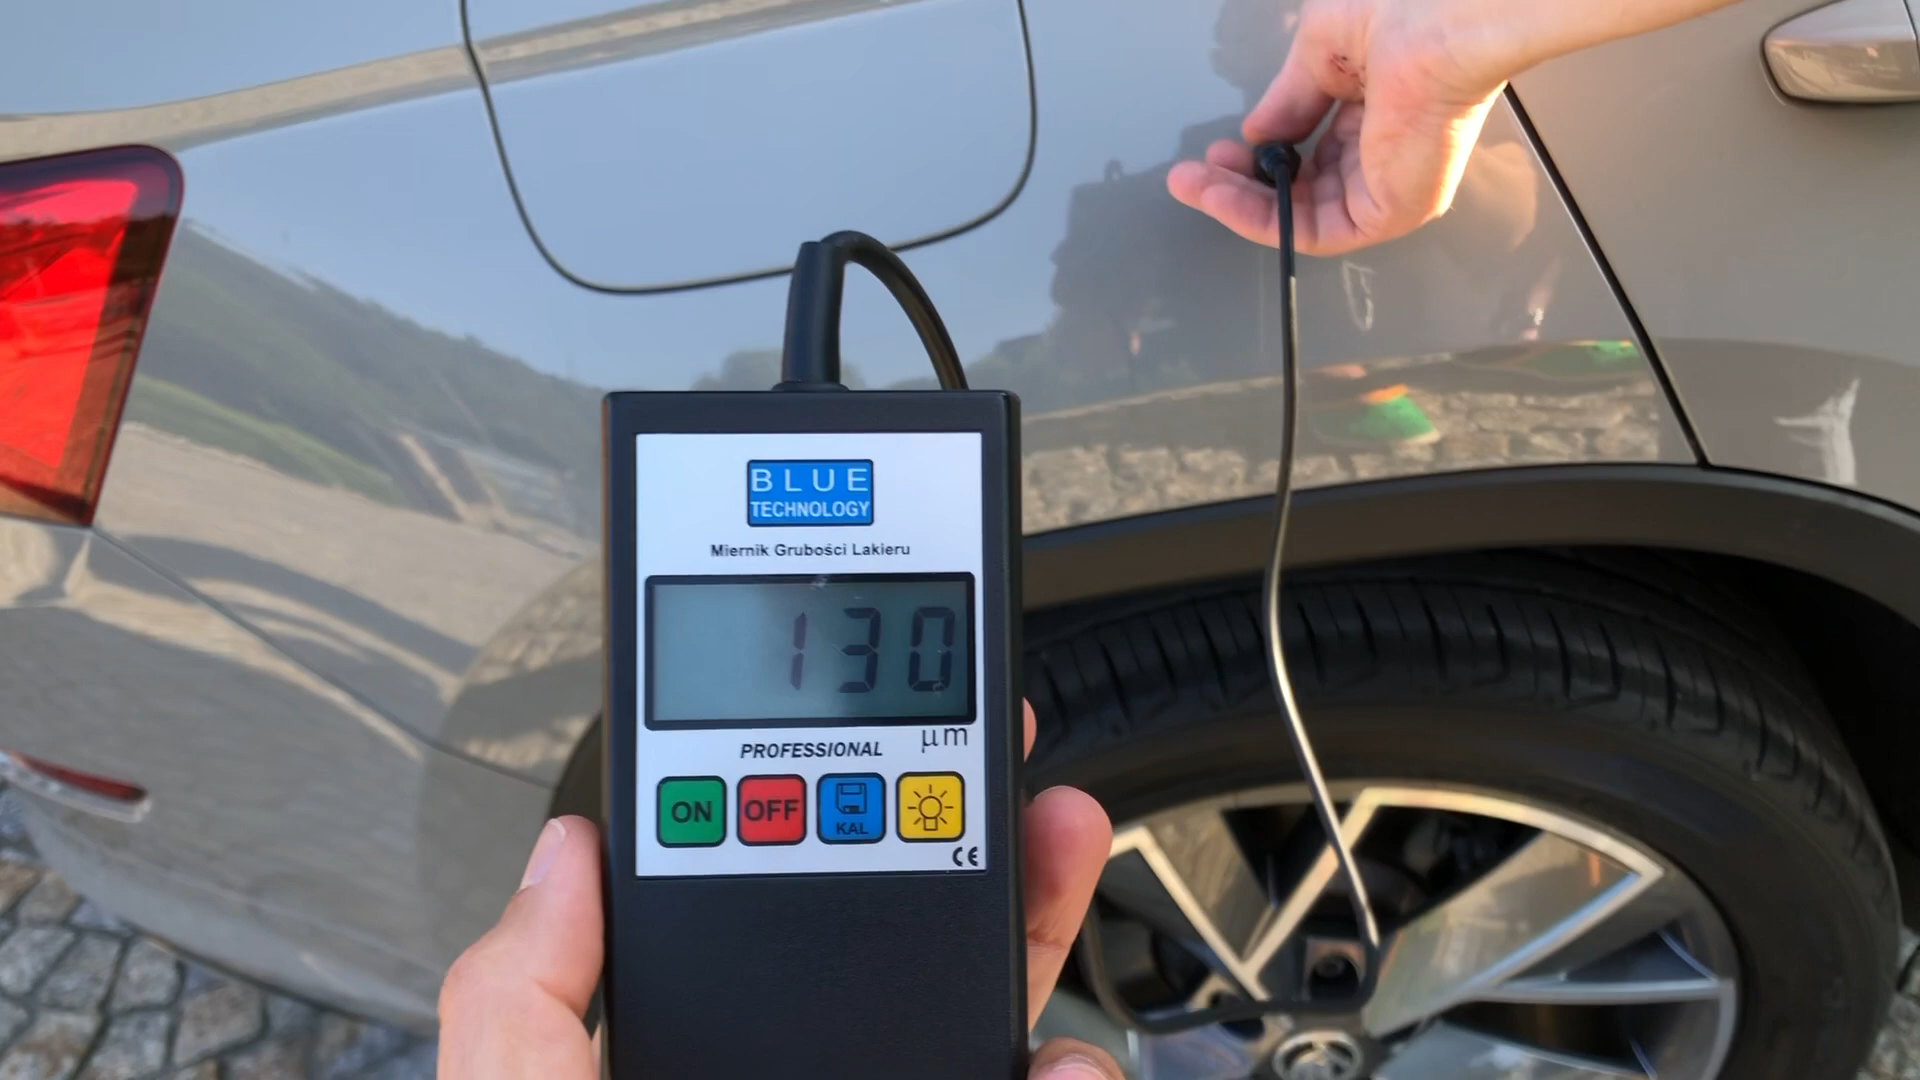 BLUE
TECHNOLOGY
Miernik Grubości Lakieru
130
µm
PROFESSIONAL
ON OFF KAL
CE